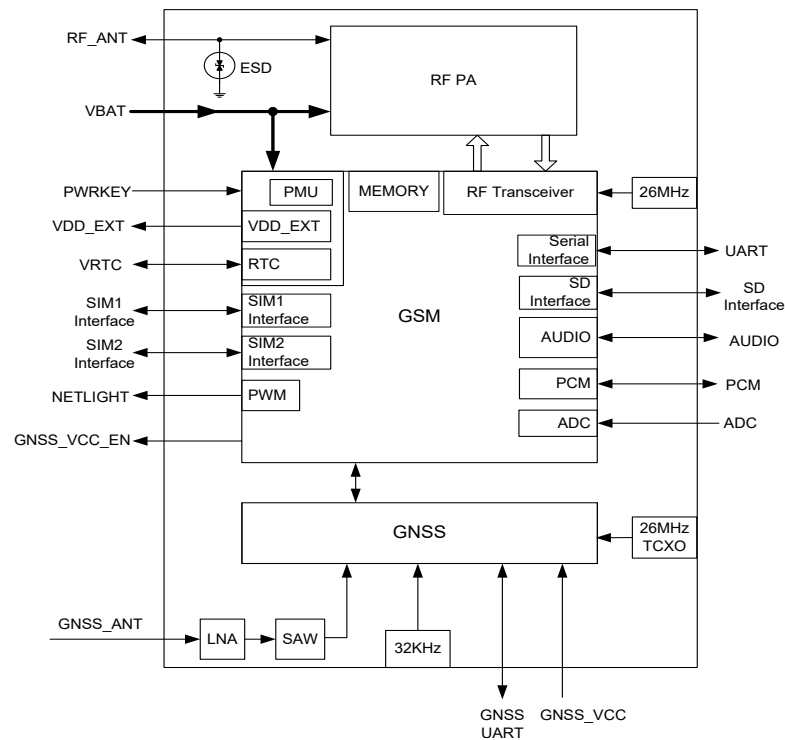 RF_ANT
ESD
RF PA
VBAT
PWRKEY
PMU
MEMORY
RF Transceiver
26MHz
VDD_EXT
VDD_EXT
Serial
Interface
UART
VRTC
RTC
SD
Interface
SD
Interface
SIM1
Interface
SIM1
Interface
GSM
AUDIO
AUDIO
SIM2
Interface
SIM2
Interface
PCM
PCM
NETLIGHT
PWM
ADC
ADC
GNSS_VCC_EN
GNSS
26MHz
TCXO
GNSS_ANT
LNA
SAW
32KHz
GNSS
UART
GNSS_VCC